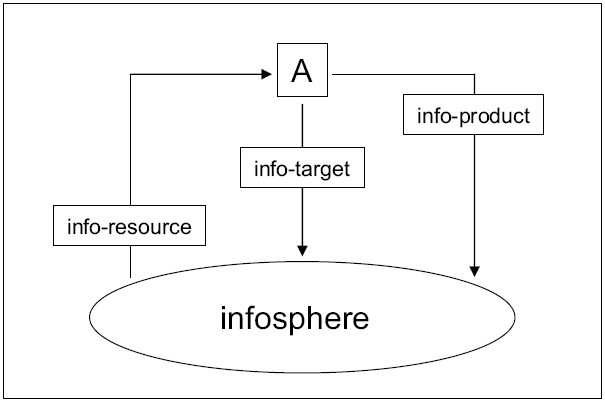 A
info-product
info-target
info-resource
infosphere